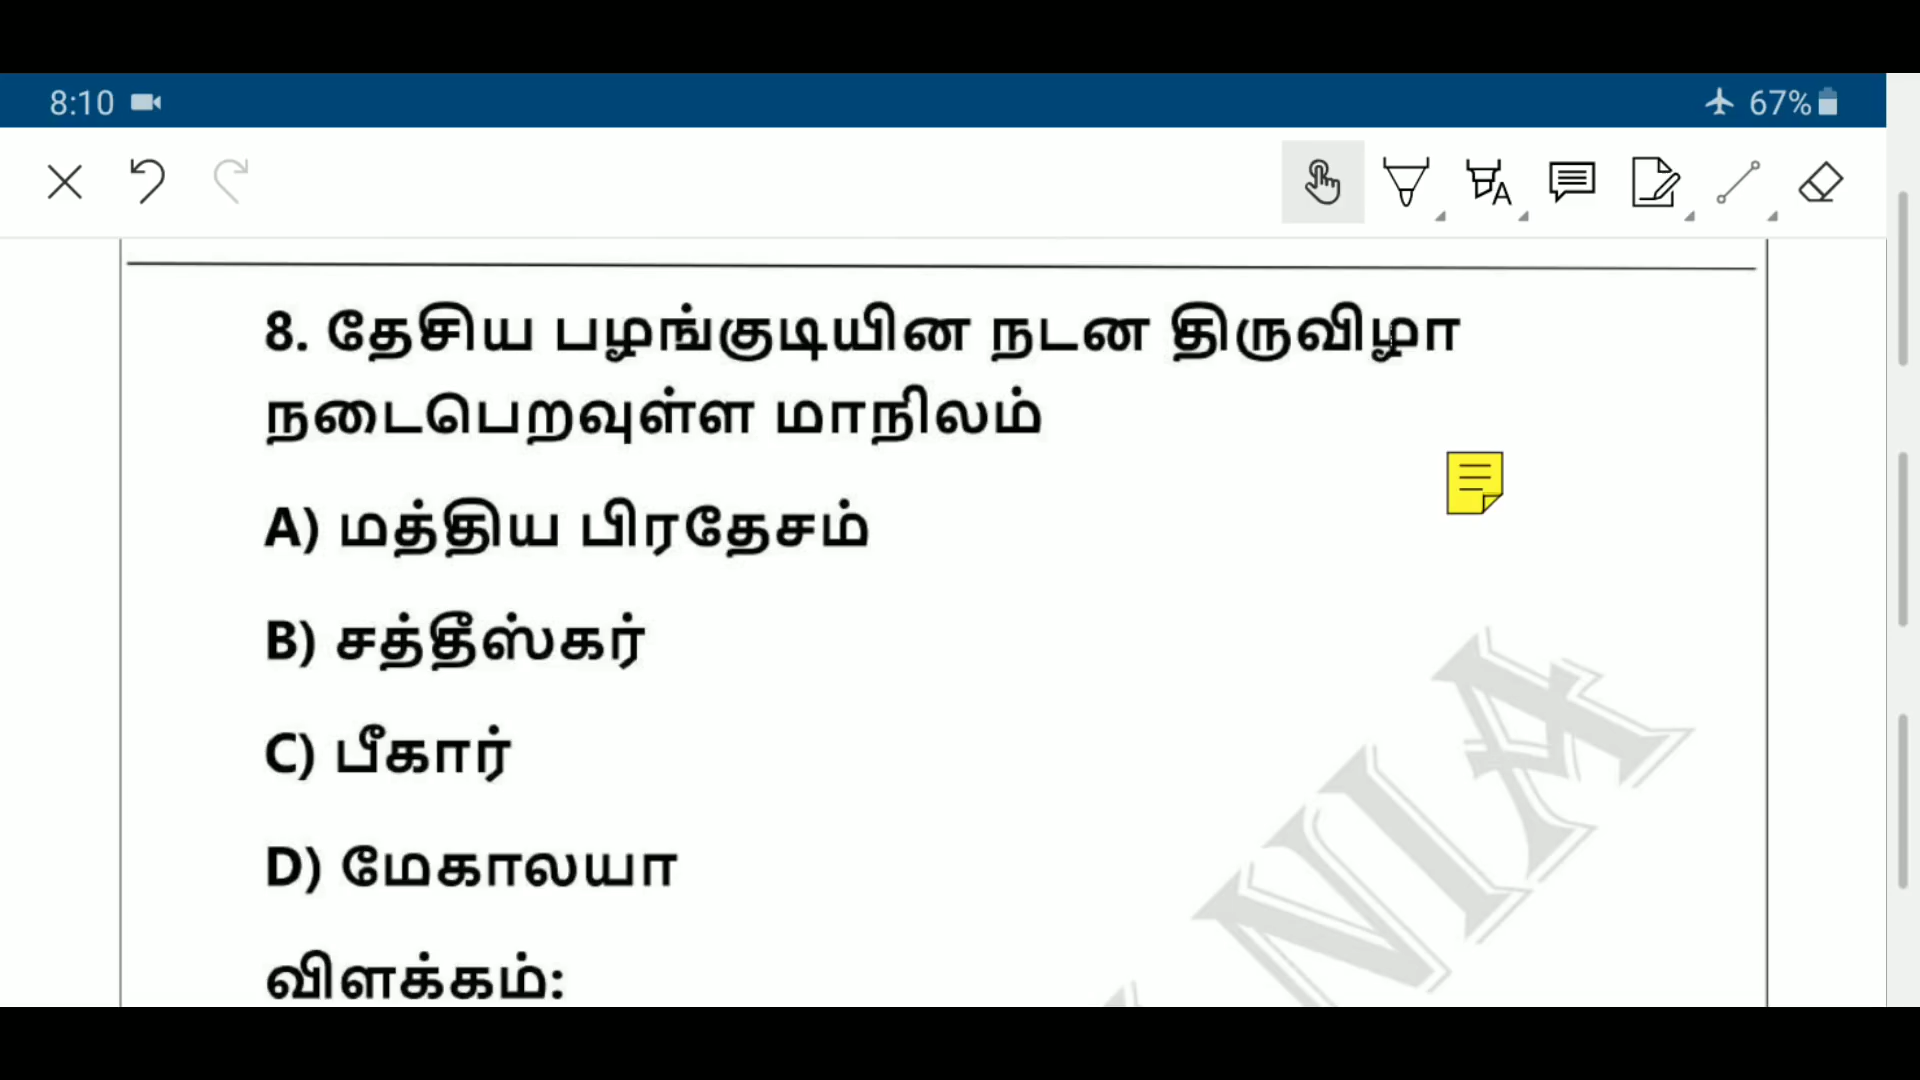 8:10
67%
A
8. தேசிய பழங்குடியின நடன திருவிழா
நடைபெறவுள்ள மாநிலம்
A) மத்திய பிரதேசம்
B) சத்தீஸ்கர்
C) பீகார்
D) மேகாலயா
விளக்கம்:
NIA